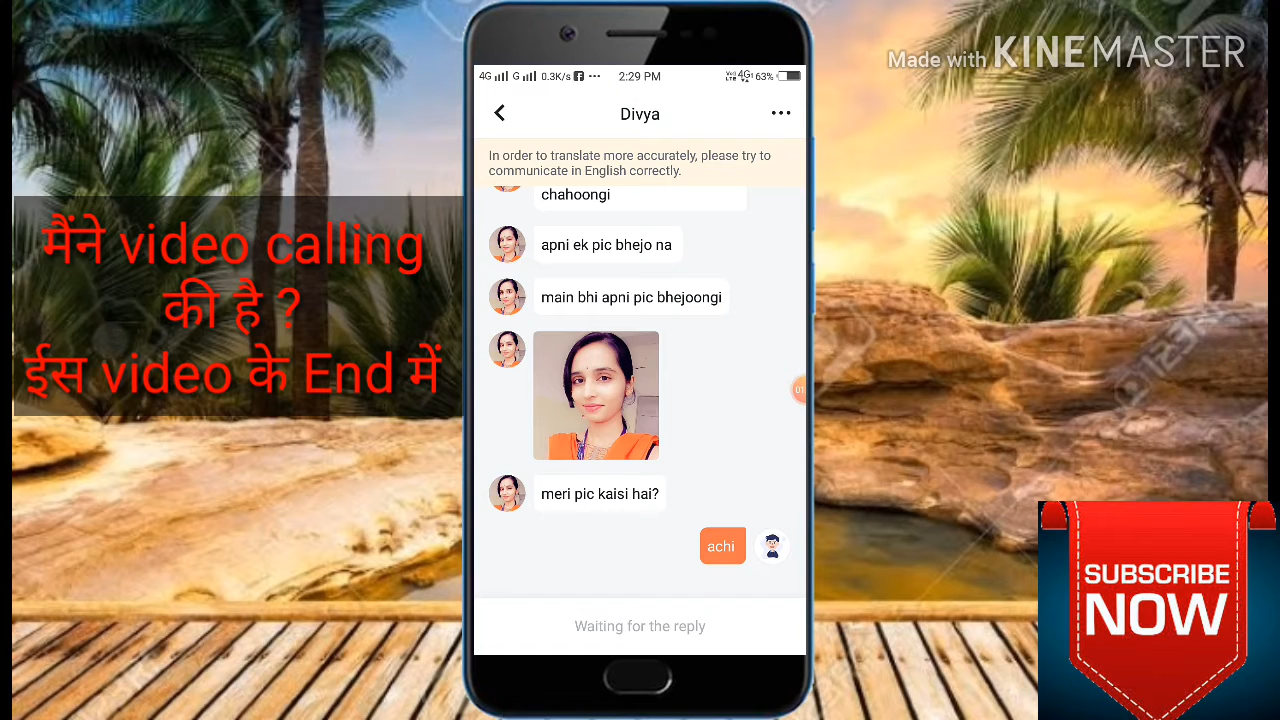 Made with KINEMASTER
मैंने video calling
की है ?
ईस video के End में
4G G 0.3K/s 2:29 PM 4G 63%
Divya
In order to translate more accurately, please try to
communicate in English correctly.
chahoongi
apni ek pic bhejo na
main bhi apni pic bhejoongi
meri pic kaisi hai?
achi
Waiting for the reply
SUBSCRIBE
NOW